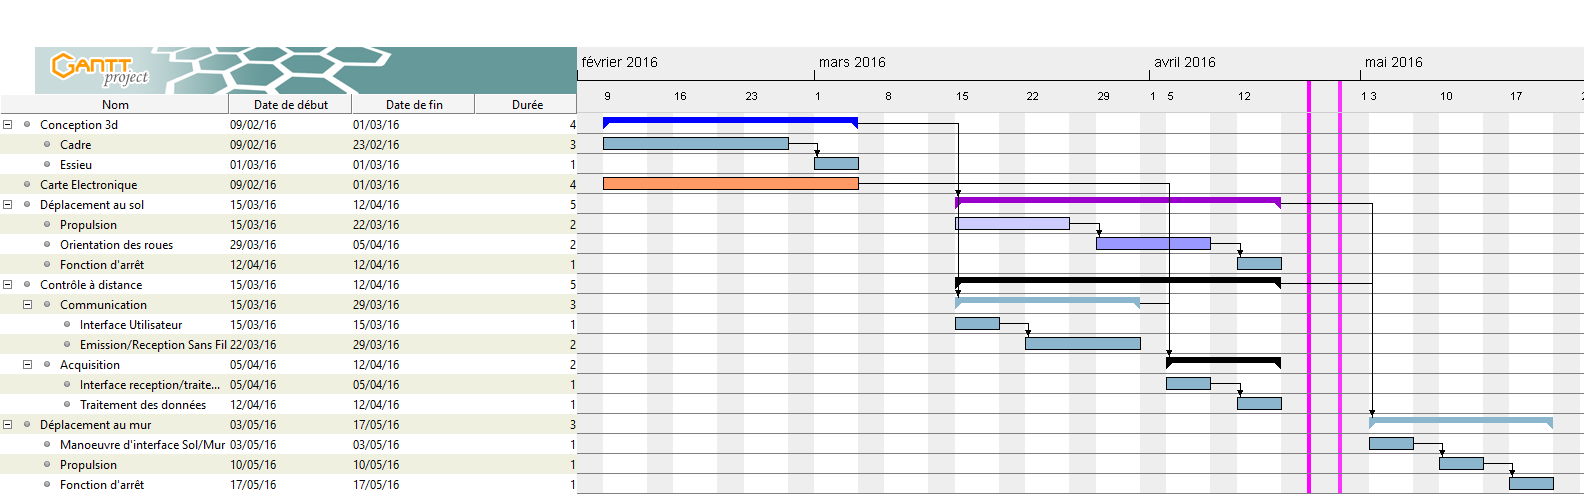 GANTT
project
février 2016 mars 2016 avril 2016 mai 2016
Nom Date de début Date de fin Durée 9 16 23 1 8 15 22 29 1 5 12 1 3 10 17 2
Conception 3d 09/02/16 01/03/16 4
Cadre 09/02/16 23/02/16 3
Essieu 01/03/16 01/03/16 1
Carte Electronique 09/02/16 01/03/16 4
Déplacement au sol 15/03/16 12/04/16 5
Propulsion 15/03/16 22/03/16 2
Orientation des roues 29/03/16 05/04/16 2
Fonction d'arrêt 12/04/16 12/04/16 1
Contrôle à distance 15/03/16 12/04/16 5
Communication 15/03/16 29/03/16 3
Interface Utilisateur 15/03/16 15/03/16 1
Emission/Reception Sans Fil 22/03/16 29/03/16 2
Acquisition 05/04/16 12/04/16 2
Interface reception/traite... 05/04/16 05/04/16 1
Traitement des données 12/04/16 12/04/16 1
Déplacement au mur 03/05/16 17/05/16 3
Manoeuvre d'interface Sol/Mur 03/05/16 03/05/16 1
Propulsion 10/05/16 10/05/16 1
Fonction d'arrêt 17/05/16 17/05/16 1